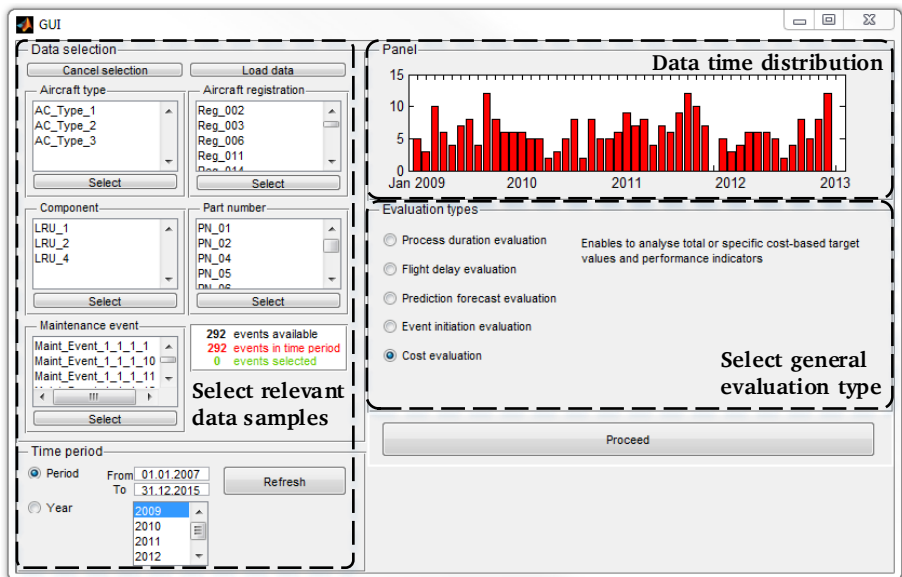 GUI
Data selection
Cancel selection
Load data
Aircraft type
AC_Type_1
AC_Type_2
AC_Type_3
Select
Aircraft registration
Reg_002
Reg_003
Reg_006
Reg_011
Reg_014
Select
Component
LRU_1
LRU_2
LRU_4
Select
Part number
PN_01
PN_02
PN_04
PN_05
PN_06
Select
Maintenance event
Maint_Event_1_1_1_1
Maint_Event_1_1_1_10
Maint_Event_1_1_1_11
Select
292 events available
292 events in time period
0 events selected
Select relevant
data samples
Time period
Period
From 01.01.2007
To 31.12.2015
Refresh
Year
2009
2010
2011
2012
Panel
Data time distribution
15
10
5
0
Jan 2009
2010
2011
2012
2013
Evaluation types
Process duration evaluation
Flight delay evaluation
Prediction forecast evaluation
Event initiation evaluation
Cost evaluation
Enables to analyse total or specific cost-based target
values and performance indicators
Select general
evaluation type
Proceed